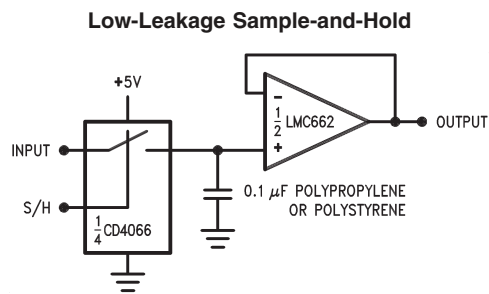 Low-Leakage Sample-and-Hold
+5V
INPUT
S/H
1/4 CD4066
-
1/2 LMC662
+
OUTPUT
0.1 μF POLYPROPYLENE
OR POLYSTYRENE